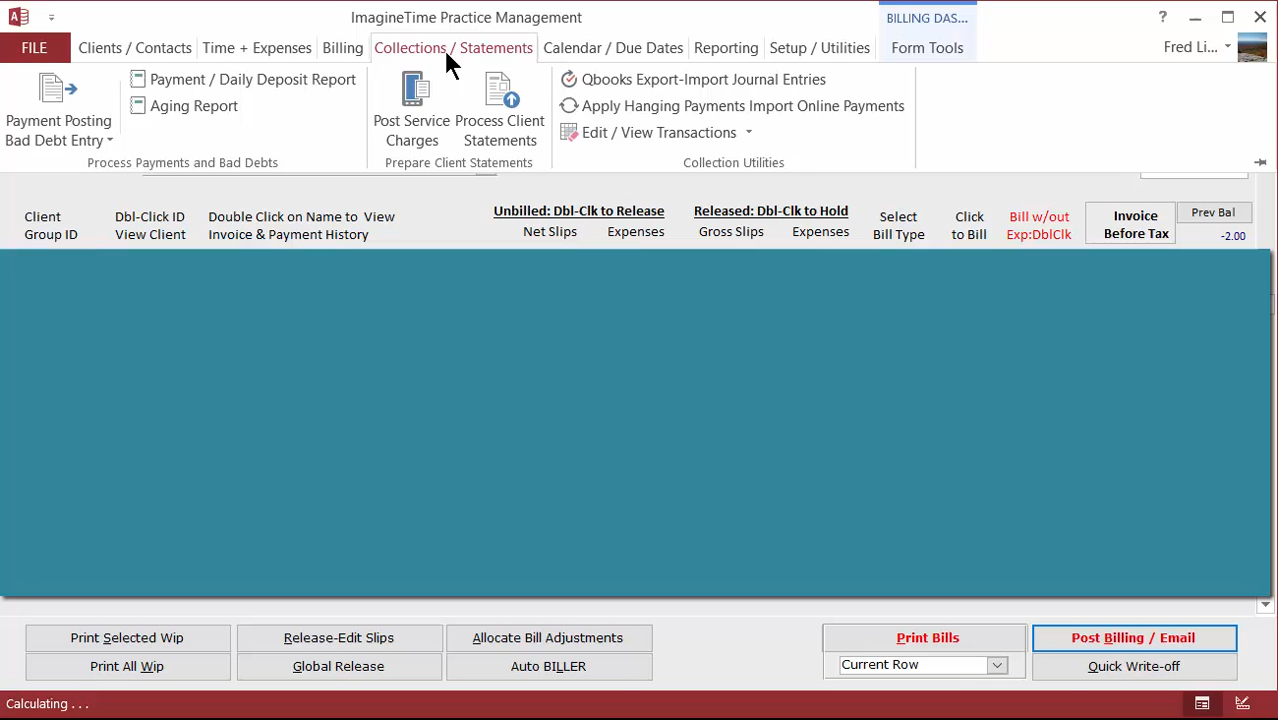 ImagineTime Practice Management
BILLING DAS...
?
FILE
Clients / Contacts
Time + Expenses
Billing
Collections / Statements
Calendar / Due Dates
Reporting
Setup / Utilities
Form Tools
Fred Li...
Payment Posting
Bad Debt Entry
Payment / Daily Deposit Report
Aging Report
Process Payments and Bad Debts
Post Service
Charges
Process Client
Statements
Prepare Client Statements
Qbooks Export-Import Journal Entries
Apply Hanging Payments Import Online Payments
Edit / View Transactions
Collection Utilities
Client
Group ID
Dbl-Click ID
View Client
Double Click on Name to View
Invoice & Payment History
Unbilled: Dbl-Clk to Release
Net Slips Expenses
Released: Dbl-Clk to Hold
Gross Slips Expenses
Select
Bill Type
Click
to Bill
Bill w/out
Exp:DblClk
Invoice
Before Tax
Prev Bal
-2.00
Print Selected Wip
Release-Edit Slips
Allocate Bill Adjustments
Print Bills
Post Billing / Email
Print All Wip
Global Release
Auto BILLER
Current Row
Quick Write-off
Calculating . . .